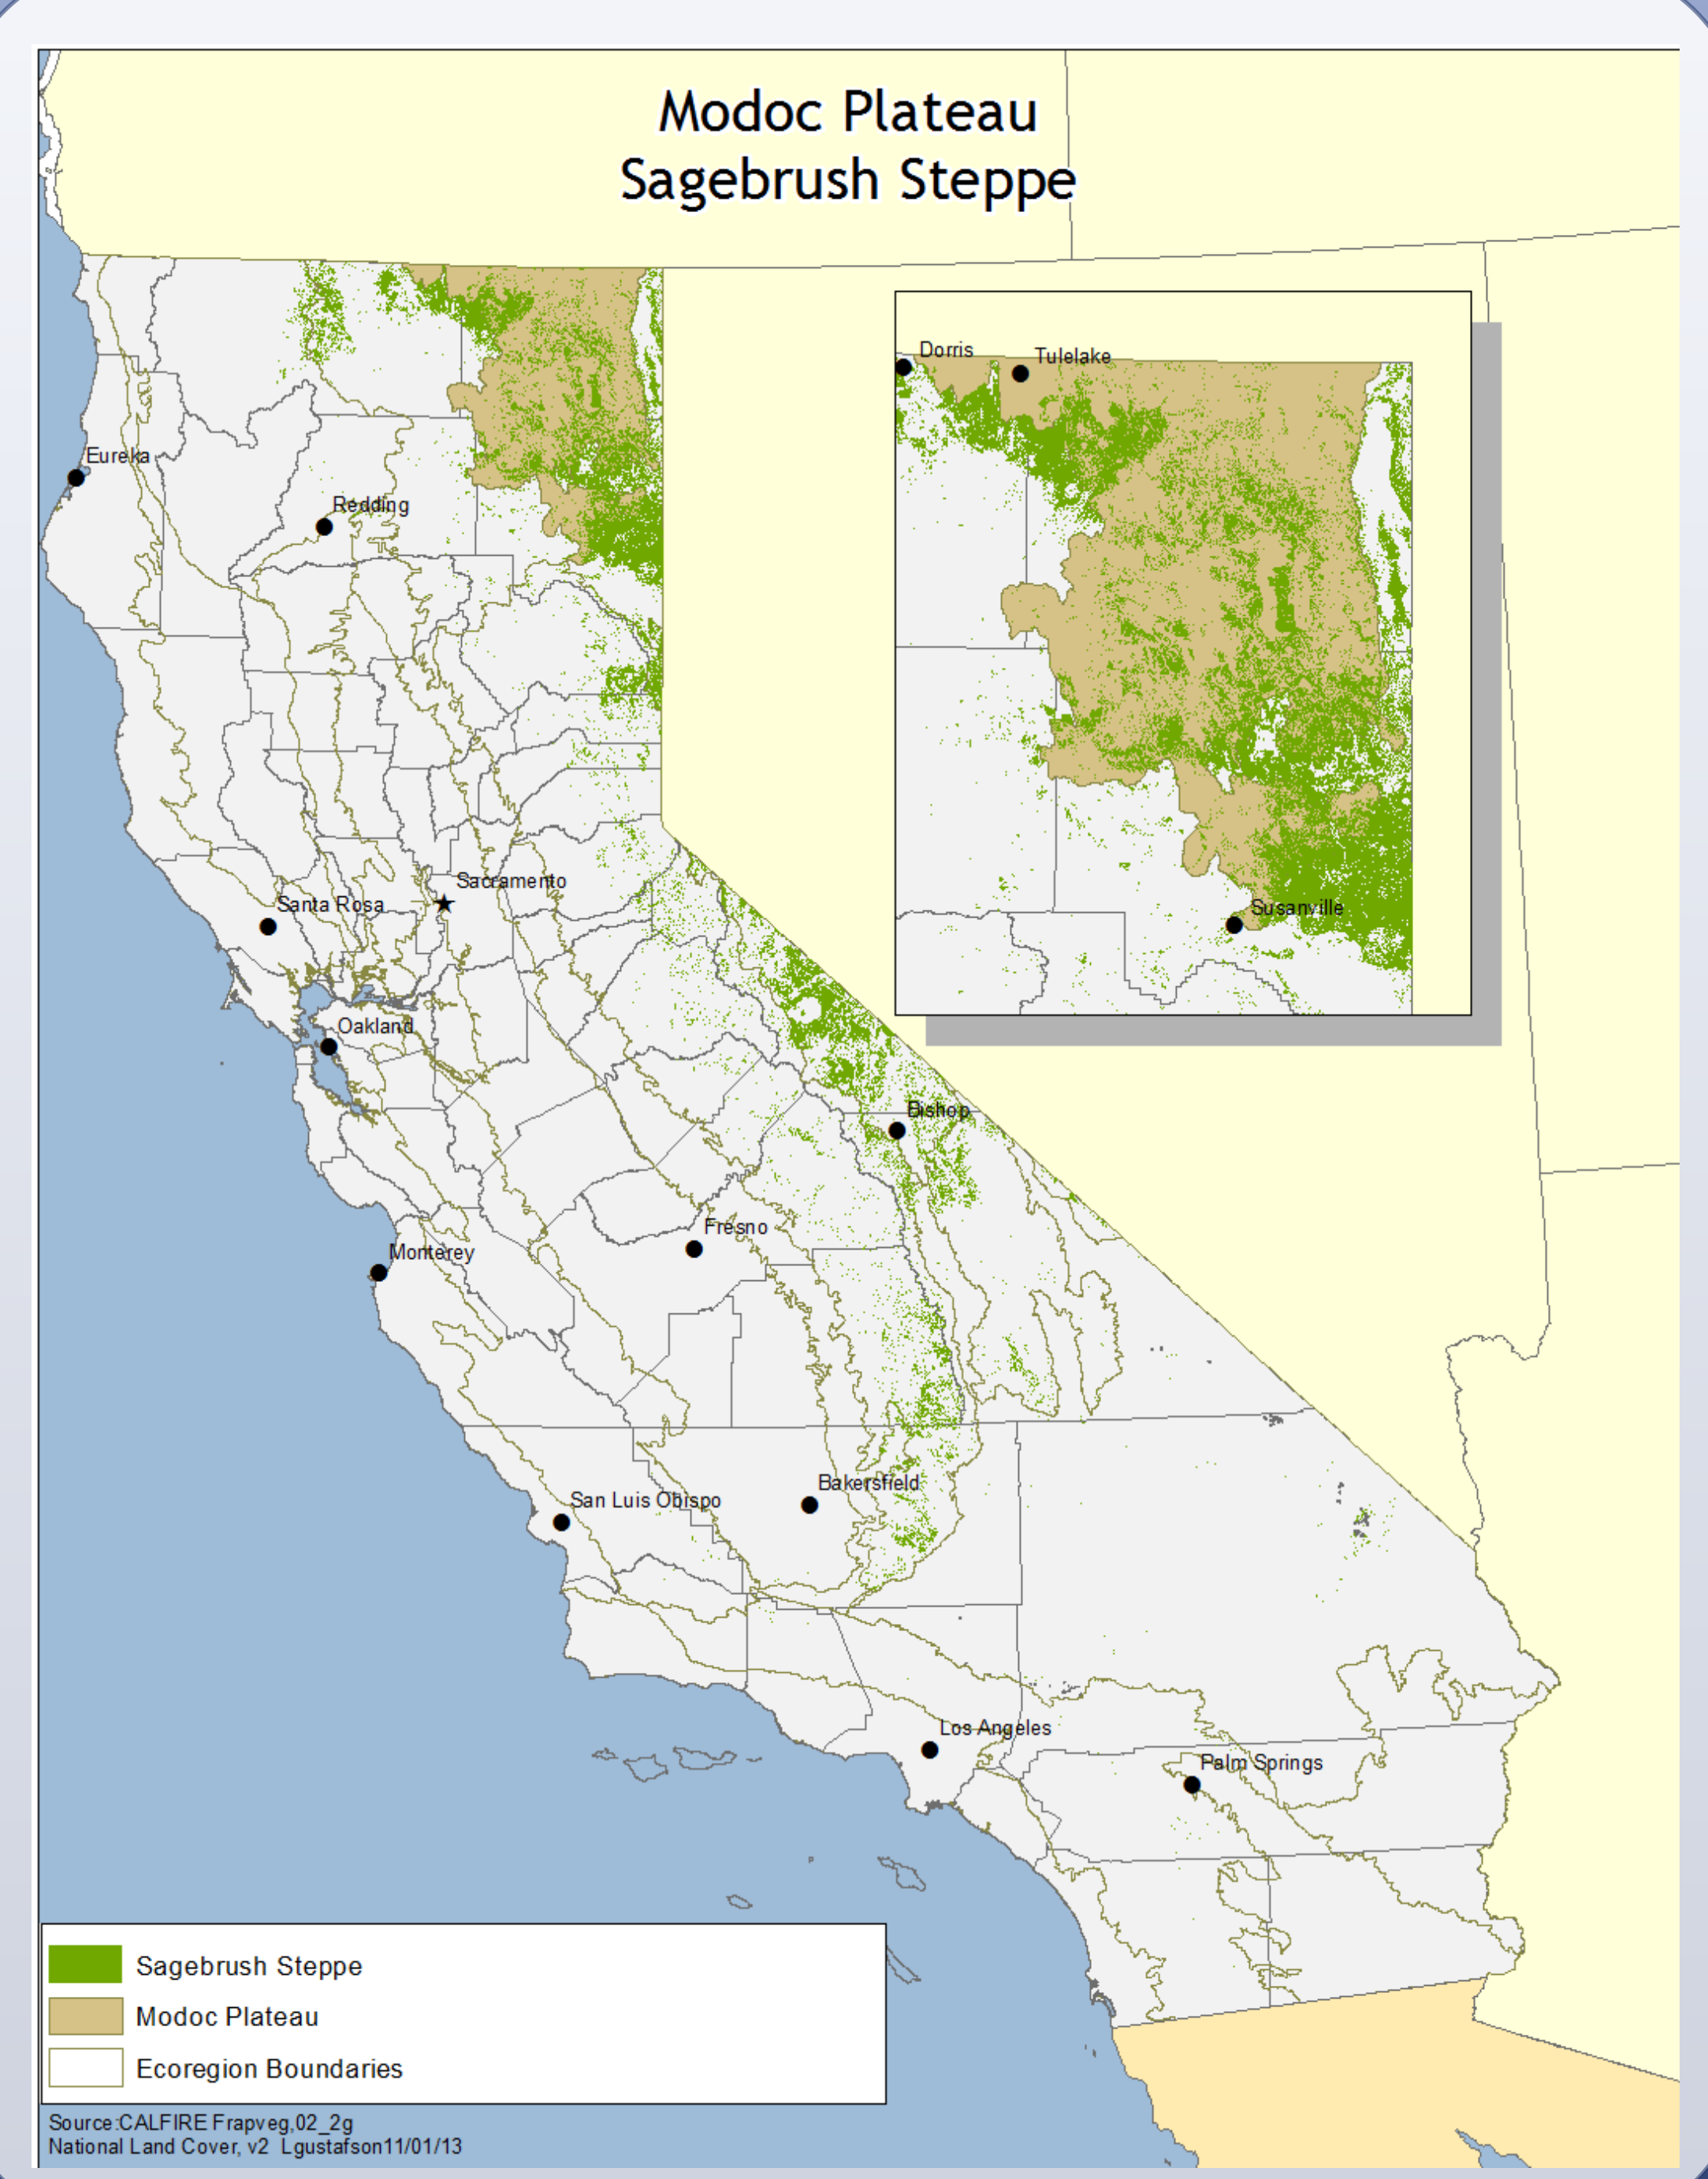 Modoc Plateau
Sagebrush Steppe
Dorris
Tulelake
Susanville
Eureka
Redding
Sacramento
Santa Rosa
Oakland
Bishop
Fresno
Monterey
Bakersfield
San Luis Obispo
Los Angeles
Palm Springs
Sagebrush Steppe
Modoc Plateau
Ecoregion Boundaries
Source:CALFIRE Frapveg,02_2g
National Land Cover, v2 Lgustafson11/01/13